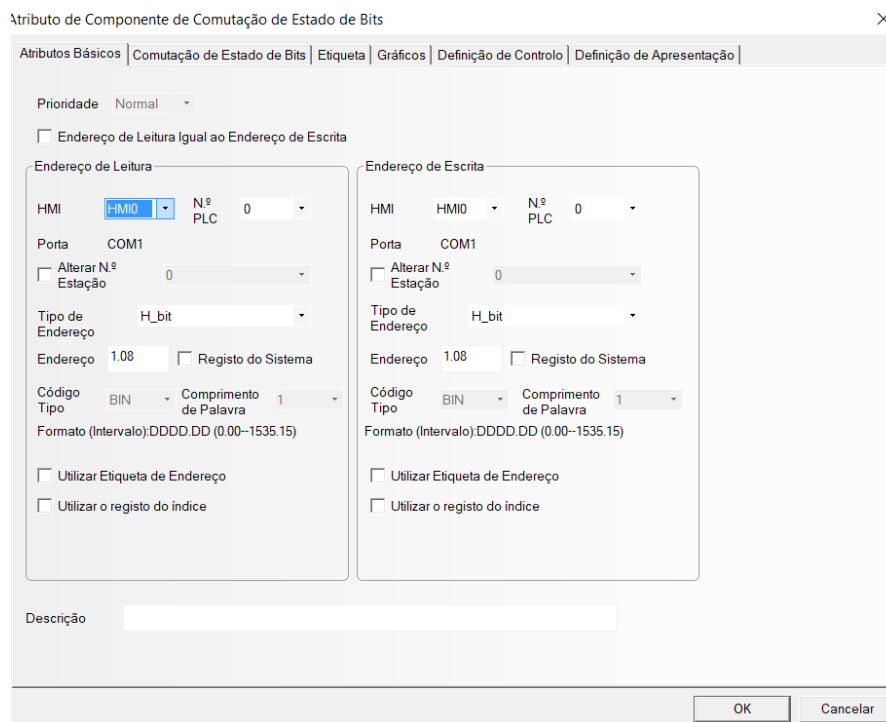 Atributo de Componente de Comutação de Estado de Bits
Atributos Básicos Comutação de Estado de Bits Etiqueta Gráficos Definição de Controlo Definição de Apresentação
Prioridade Normal
Endereço de Leitura Igual ao Endereço de Escrita
Endereço de Leitura
HMI HMI0 N.º PLC 0
Porta COM1
Alterar N.º Estação 0
Tipo de Endereço H_bit
Endereço 1.08 Registo do Sistema
Código Tipo BIN Comprimento de Palavra 1
Formato (Intervalo):DDDD.DD (0.00--1535.15)
Utilizar Etiqueta de Endereço
Utilizar o registo do índice
Endereço de Escrita
HMI HMI0 N.º PLC 0
Porta COM1
Alterar N.º Estação 0
Tipo de Endereço H_bit
Endereço 1.08 Registo do Sistema
Código Tipo BIN Comprimento de Palavra 1
Formato (Intervalo):DDDD.DD (0.00--1535.15)
Utilizar Etiqueta de Endereço
Utilizar o registo do índice
Descrição
OK Cancelar